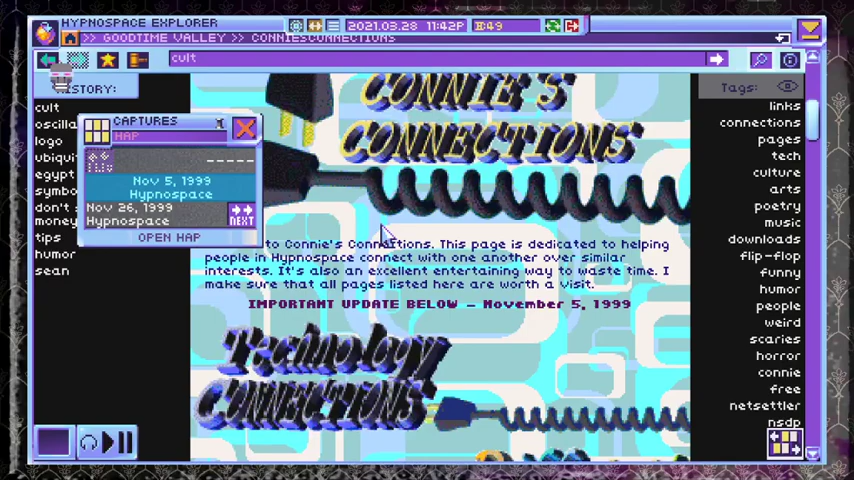 HYPNOSPACE EXPLORER
2021.03.28 11:42P
49
>> GOODTIME VALLEY >> CONNIESCONNECTIONS
cult
HISTORY:
cult
logo
egypt
don't
money
tips
humor
sean
CAPTURES
HAP
-----
Nov 5, 1999
Hypnospace
Nov 26, 1999
Hypnospace
NEXT
OPEN HAP
CONNIE'S
CONNECTIONS
to Connie's Connections. This page is dedicated to helping
people in Hypnospace connect with one another over similar
interests. It's also an excellent entertaining way to waste time. I
make sure that all pages listed here are worth a visit.
IMPORTANT UPDATE BELOW - November 5, 1999
Technology
CONNECTIONS
Tags:
links
connections
pages
tech
culture
arts
poetry
music
downloads
flip-flop
funny
humor
people
weird
scaries
horror
connie
free
netsettler
nsdp